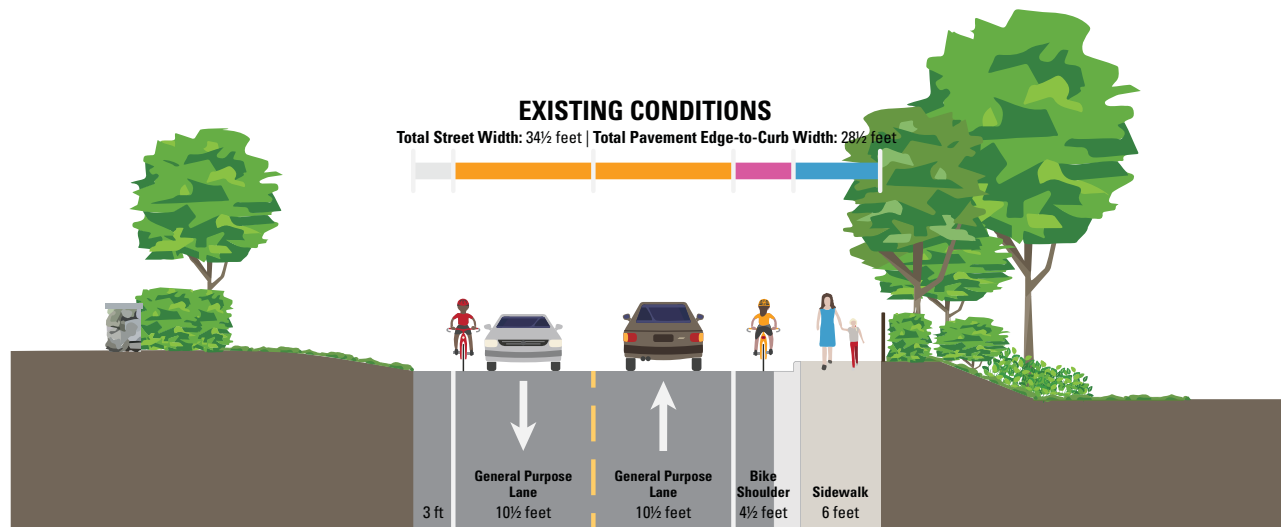 EXISTING CONDITIONS
Total Street Width: 34½ feet | Total Pavement Edge-to-Curb Width: 28½ feet
3 ft
General Purpose
Lane
10½ feet
General Purpose
Lane
10½ feet
Bike
Shoulder
4½ feet
Sidewalk
6 feet